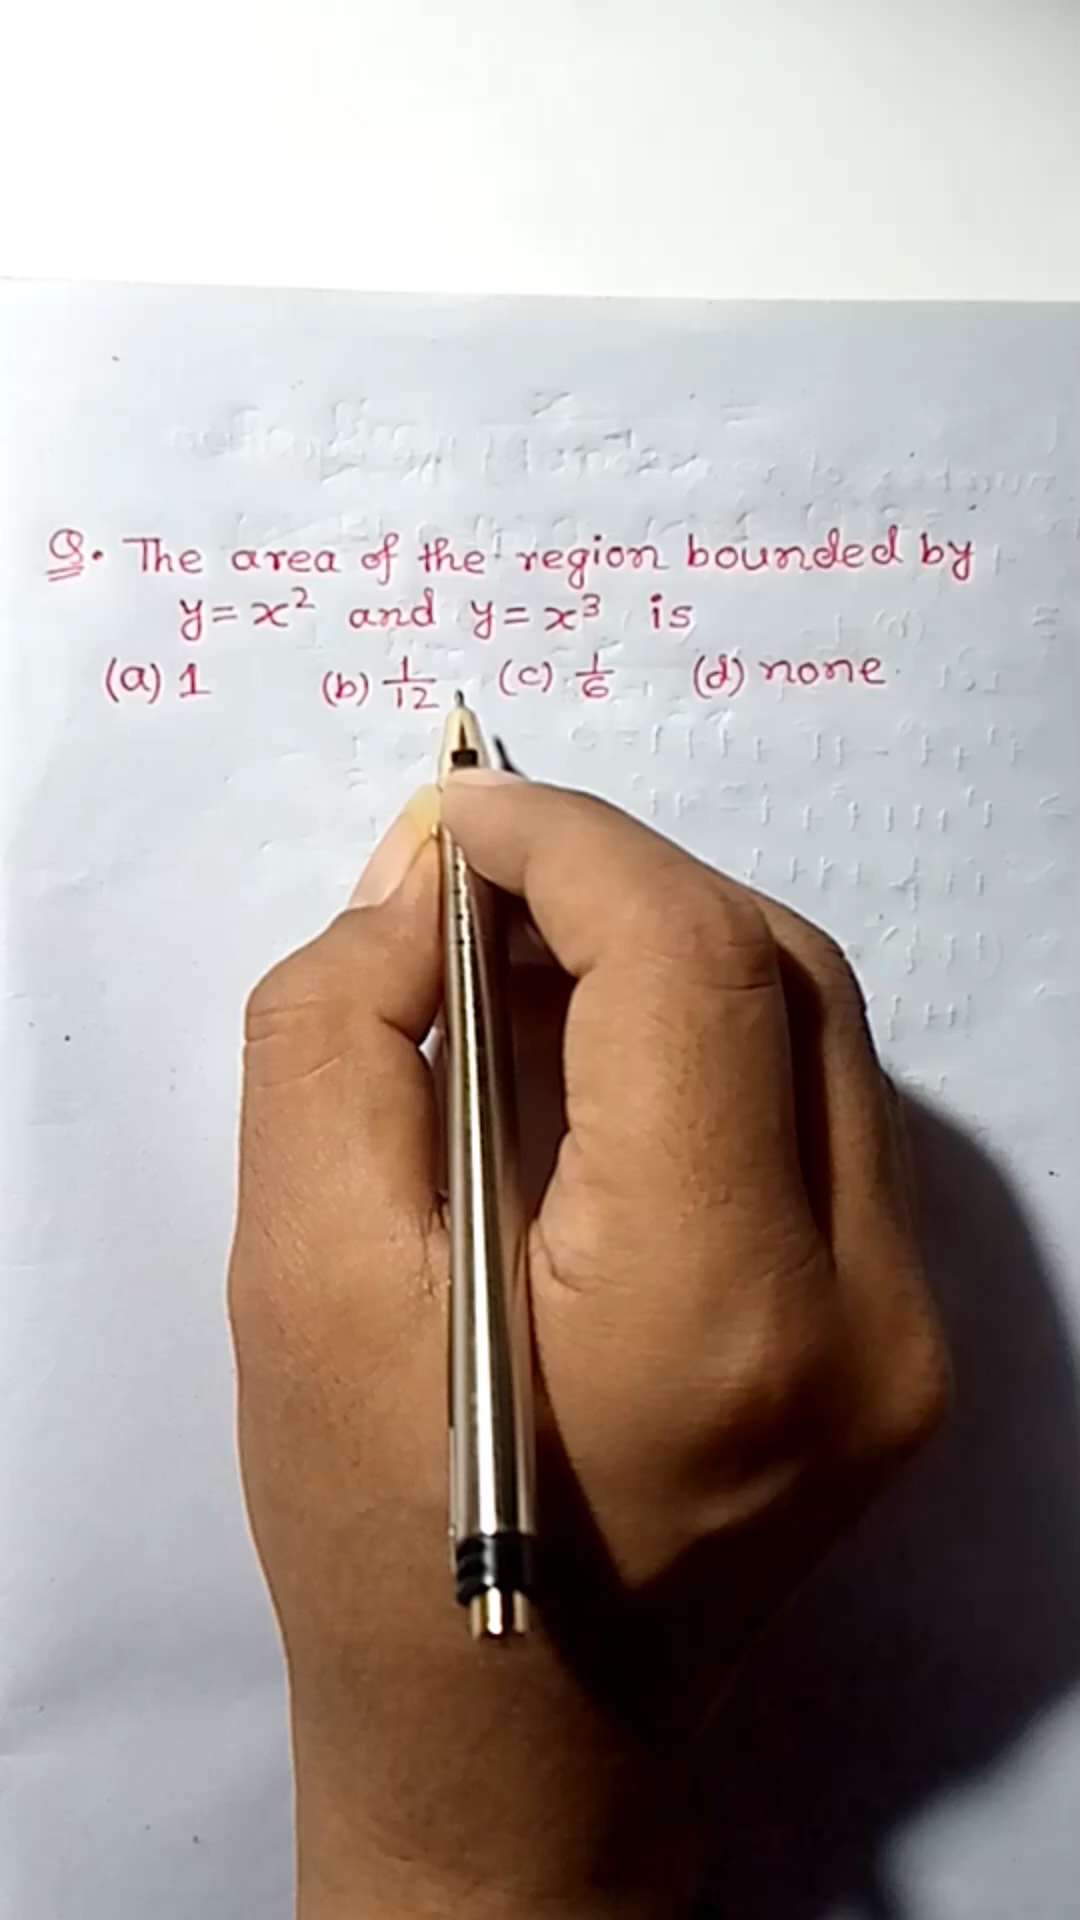 Q. The area of the region bounded by
y=x² and y=x³ is
(a) 1 (b) 1/12 (c) 1/6 (d) none